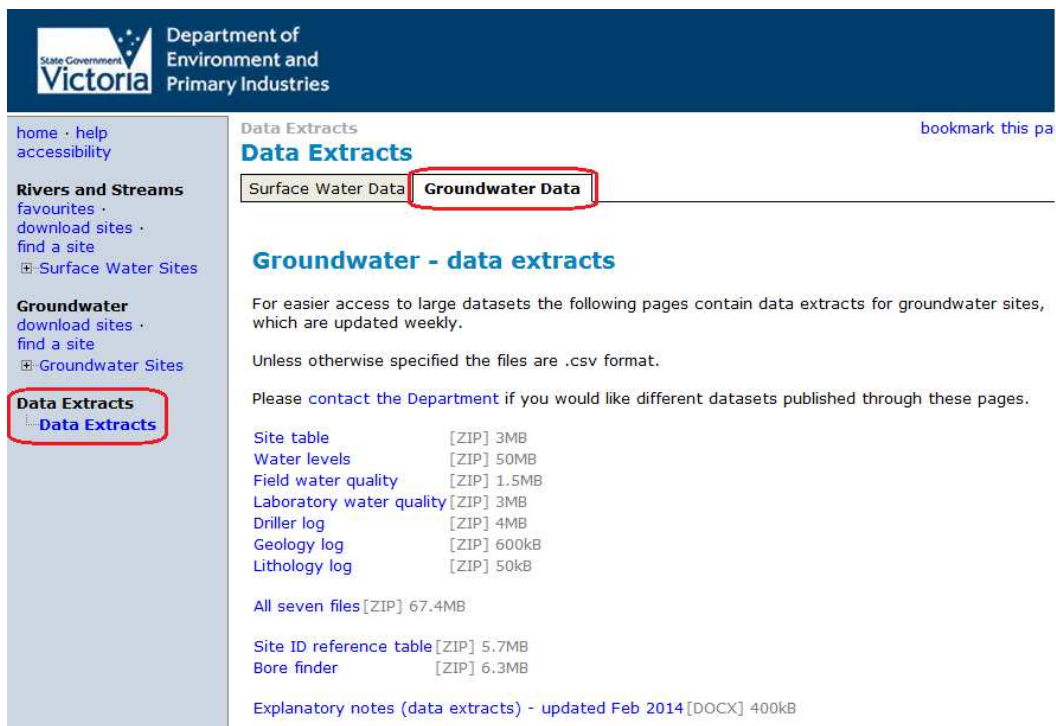 State Government
Victoria
Department of
Environment and
Primary Industries
home · help
accessibility
Rivers and Streams
favourites ·
download sites ·
find a site
Surface Water Sites
Groundwater
download sites ·
find a site
Groundwater Sites
Data Extracts
Data Extracts
Data Extracts
bookmark this pa
Data Extracts
Surface Water Data
Groundwater Data
Groundwater - data extracts
For easier access to large datasets the following pages contain data extracts for groundwater sites,
which are updated weekly.
Unless otherwise specified the files are .csv format.
Please contact the Department if you would like different datasets published through these pages.
Site table [ZIP] 3MB
Water levels [ZIP] 50MB
Field water quality [ZIP] 1.5MB
Laboratory water quality [ZIP] 3MB
Driller log [ZIP] 4MB
Geology log [ZIP] 600kB
Lithology log [ZIP] 50kB
All seven files [ZIP] 67.4MB
Site ID reference table [ZIP] 5.7MB
Bore finder [ZIP] 6.3MB
Explanatory notes (data extracts) - updated Feb 2014 [DOCX] 400kB